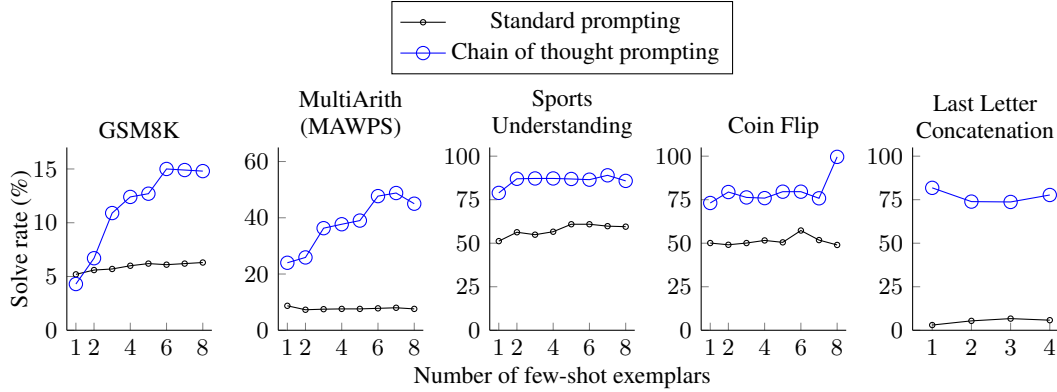 Standard prompting
Chain of thought prompting
GSM8K
MultiArith
(MAWPS)
Sports
Understanding
Coin Flip
Last Letter
Concatenation
Solve rate (%)
15
10
5
0
1 2 4 6 8
60
40
20
0
1 2 4 6 8
100
75
50
25
0
1 2 4 6 8
100
75
50
25
0
1 2 4 6 8
100
75
50
25
0
1 2 3 4
Number of few-shot exemplars